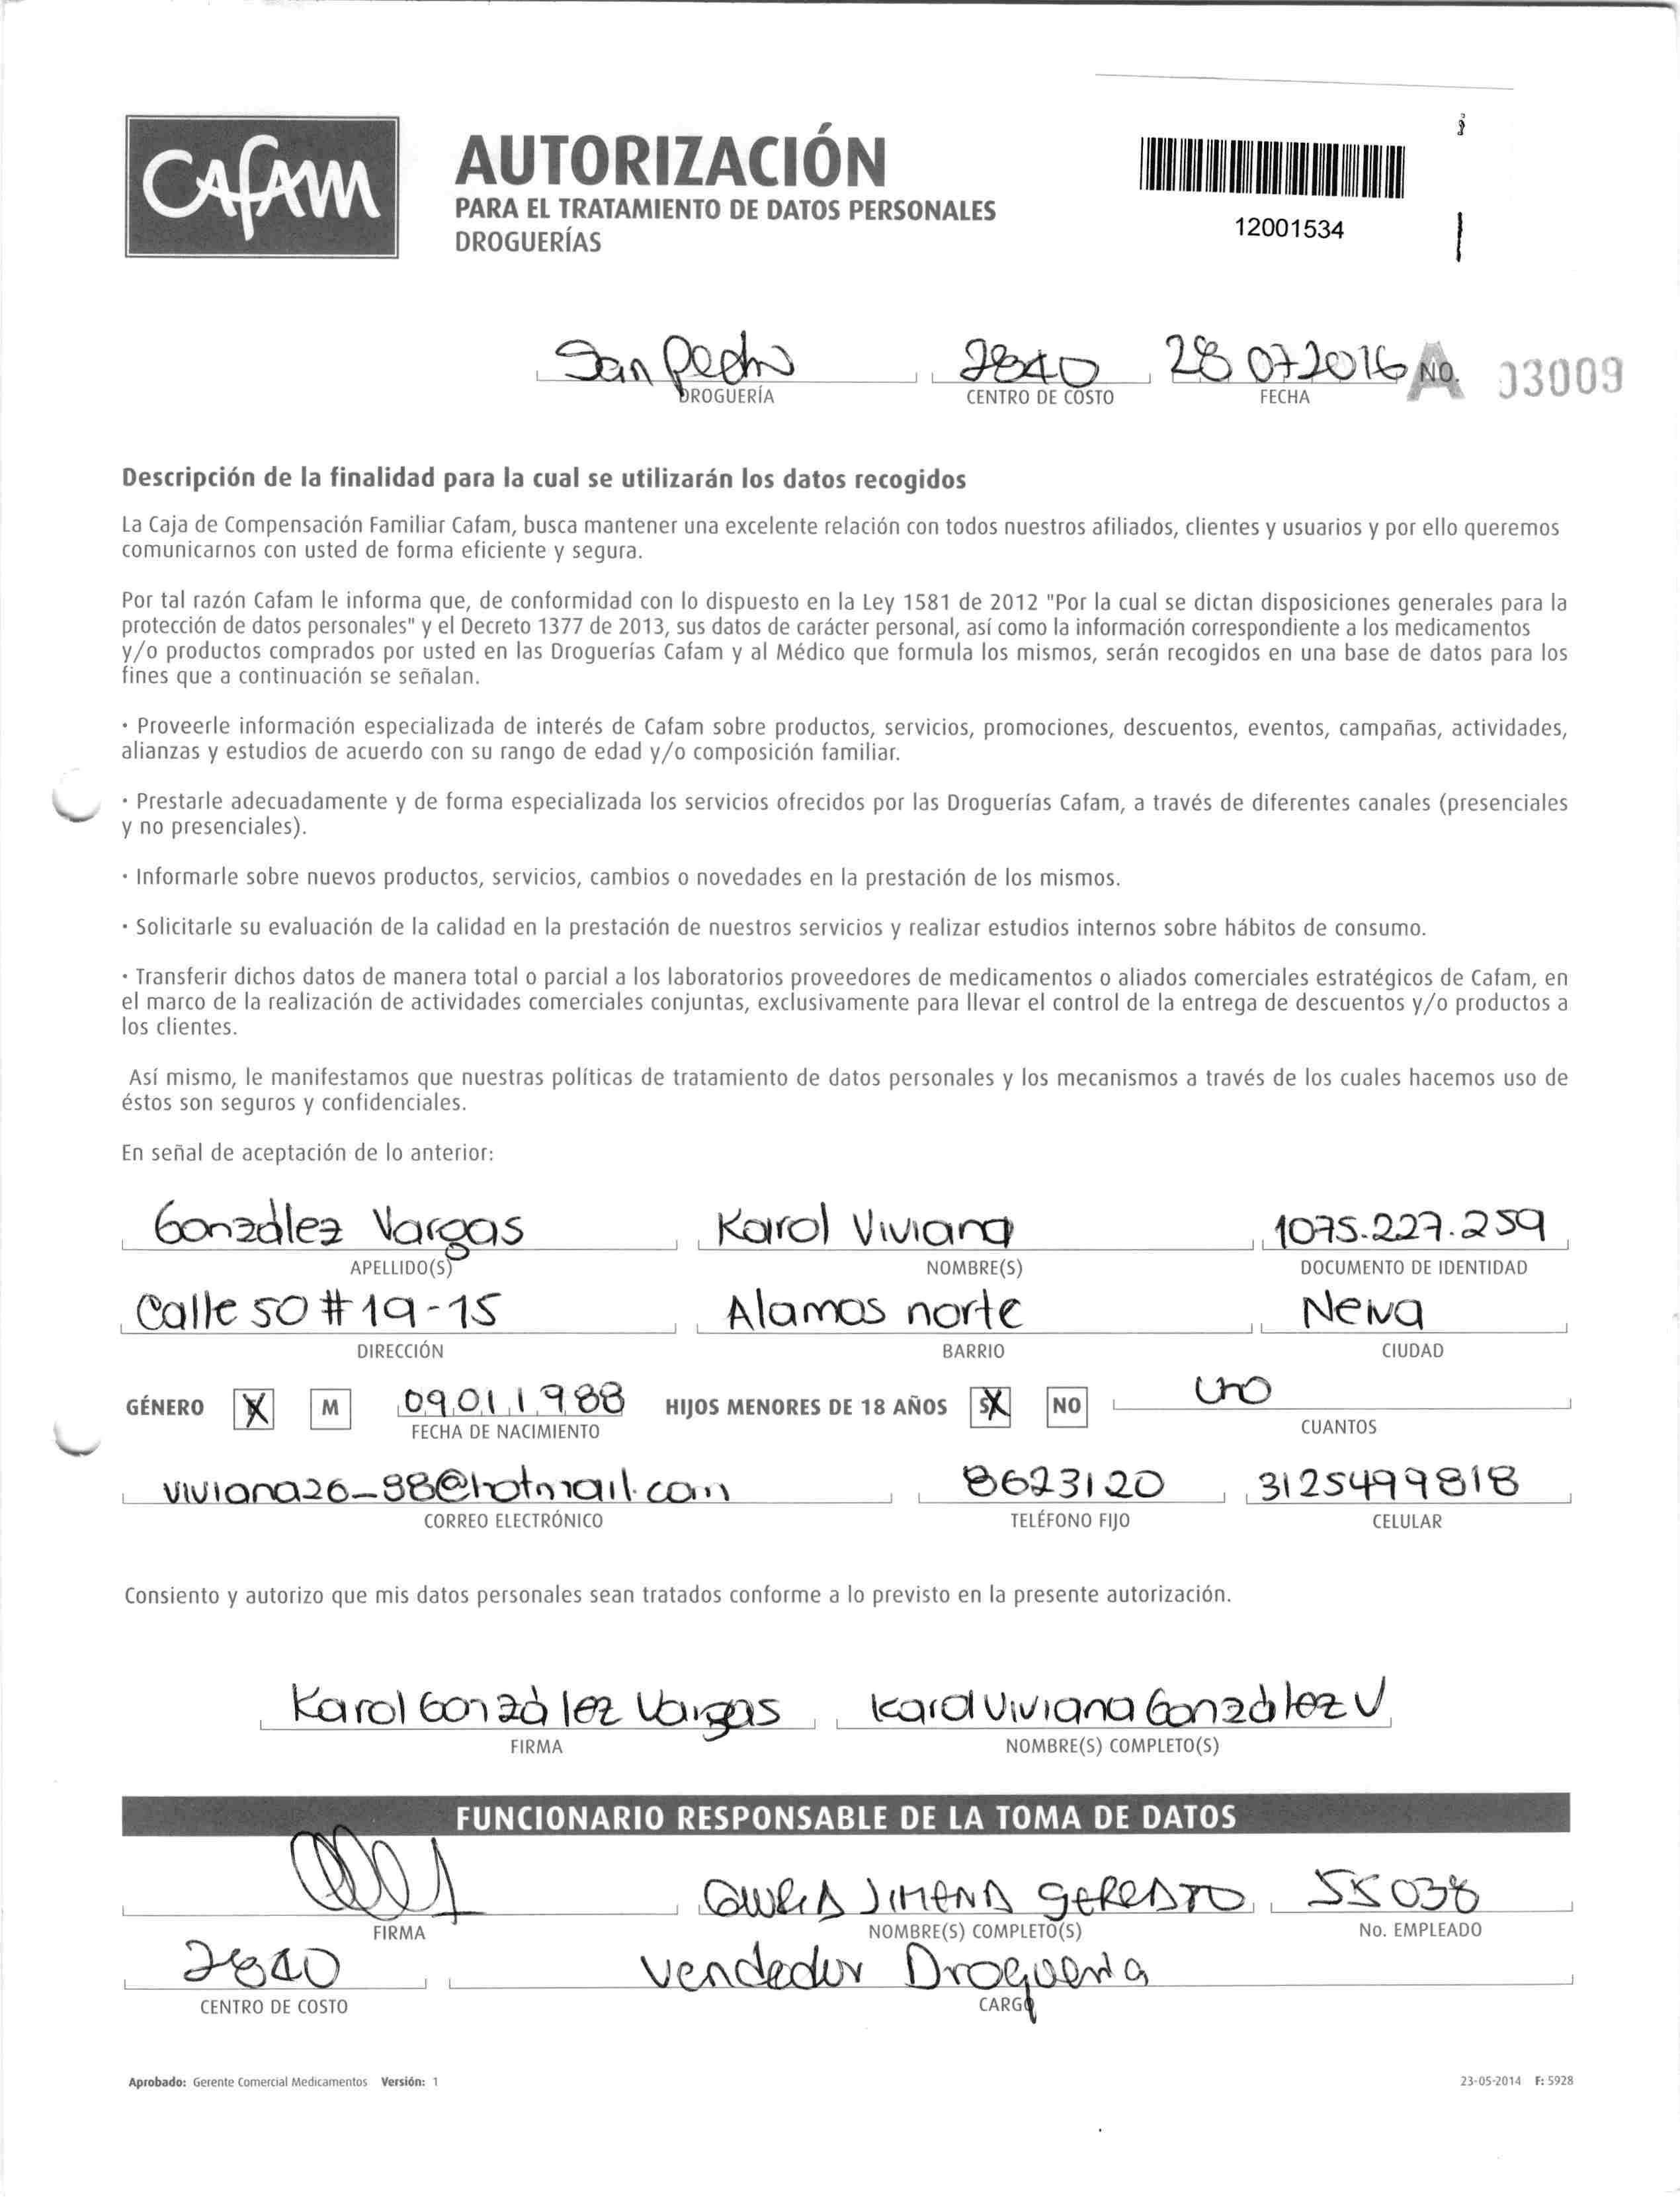 CAFAM
AUTORIZACIÓN
PARA EL TRATAMIENTO DE DATOS PERSONALES
DROGUERÍAS
12001534
San Pedro 2840 28 07 2016 A NO. 03009
DROGUERÍA CENTRO DE COSTO FECHA
Descripción de la finalidad para la cual se utilizarán los datos recogidos
La Caja de Compensación Familiar Cafam, busca mantener una excelente relación con todos nuestros afiliados, clientes y usuarios y por ello queremos
comunicarnos con usted de forma eficiente y segura.
Por tal razón Cafam le informa que, de conformidad con lo dispuesto en la Ley 1581 de 2012 "Por la cual se dictan disposiciones generales para la
protección de datos personales" y el Decreto 1377 de 2013, sus datos de carácter personal, así como la información correspondiente a los medicamentos
y/o productos comprados por usted en las Droguerías Cafam y al Médico que formula los mismos, serán recogidos en una base de datos para los
fines que a continuación se señalan.
· Proveerle información especializada de interés de Cafam sobre productos, servicios, promociones, descuentos, eventos, campañas, actividades,
alianzas y estudios de acuerdo con su rango de edad y/o composición familiar.
· Prestarle adecuadamente y de forma especializada los servicios ofrecidos por las Droguerías Cafam, a través de diferentes canales (presenciales
y no presenciales).
· Informarle sobre nuevos productos, servicios, cambios o novedades en la prestación de los mismos.
· Solicitarle su evaluación de la calidad en la prestación de nuestros servicios y realizar estudios internos sobre hábitos de consumo.
· Transferir dichos datos de manera total o parcial a los laboratorios proveedores de medicamentos o aliados comerciales estratégicos de Cafam, en
el marco de la realización de actividades comerciales conjuntas, exclusivamente para llevar el control de la entrega de descuentos y/o productos a
los clientes.
Así mismo, le manifestamos que nuestras políticas de tratamiento de datos personales y los mecanismos a través de los cuales hacemos uso de
éstos son seguros y confidenciales.
En señal de aceptación de lo anterior:
González Vargas Karol Viviana 1075.227.259
APELLIDO(S) NOMBRE(S) DOCUMENTO DE IDENTIDAD
Calle 50 # 19-15 Alamos norte Neiva
DIRECCIÓN BARRIO CIUDAD
GÉNERO X M 09011988 HIJOS MENORES DE 18 AÑOS SX NO uno
FECHA DE NACIMIENTO CUANTOS
viviana26_88@hotmail.com 8623120 3125499818
CORREO ELECTRÓNICO TELÉFONO FIJO CELULAR
Consiento y autorizo que mis datos personales sean tratados conforme a lo previsto en la presente autorización.
Karol González Vargas Karol Viviana González V
FIRMA NOMBRE(S) COMPLETO(S)
FUNCIONARIO RESPONSABLE DE LA TOMA DE DATOS
JIMENA 55038
FIRMA NOMBRE(S) COMPLETO(S) No. EMPLEADO
2840 vendedor Drogueria
CENTRO DE COSTO CARGO
Aprobado: Gerente Comercial Medicamentos Versión: 1 23-05-2014 F: 5928